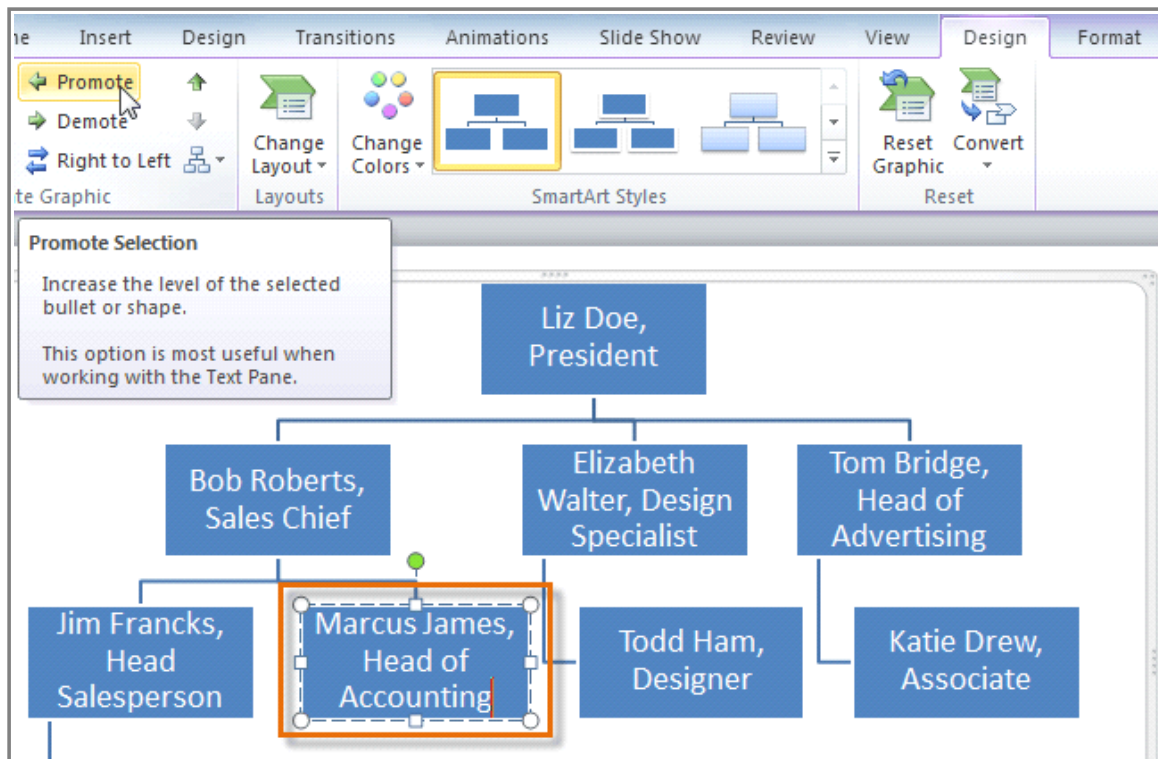 ne Insert Design Transitions Animations Slide Show Review View Design Format
Promote
Demote
Right to Left
Change
Layout
Change
Colors
Reset
Graphic
Convert
te Graphic Layouts SmartArt Styles Reset
Promote Selection
Increase the level of the selected
bullet or shape.
This option is most useful when
working with the Text Pane.
Liz Doe,
President
Bob Roberts,
Sales Chief
Elizabeth
Walter, Design
Specialist
Tom Bridge,
Head of
Advertising
Jim Francks,
Head
Salesperson
Marcus James,
Head of
Accounting
Todd Ham,
Designer
Katie Drew,
Associate